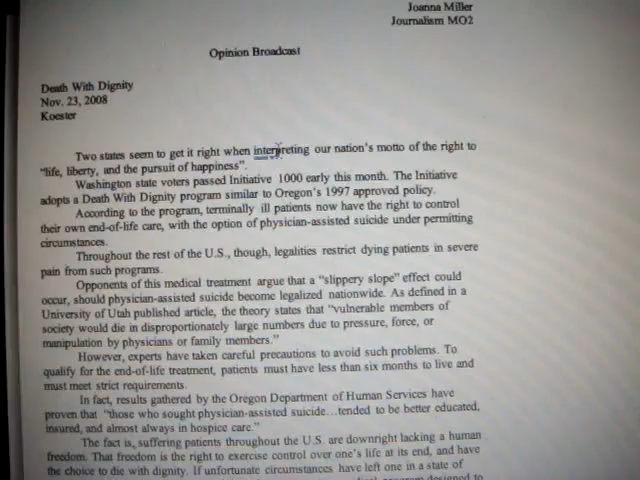 Joanna Miller
Journalism MO2
Opinion Broadcast
Death With Dignity
Nov. 23, 2008
Koester
Two states seem to get it right when interpreting our nation's motto of the right to
"life, liberty, and the pursuit of happiness".
Washington state voters passed Initiative 1000 early this month. The Initiative
adopts a Death With Dignity program similar to Oregon's 1997 approved policy.
According to the program, terminally ill patients now have the right to control
their own end-of-life care, with the option of physician-assisted suicide under permitting
circumstances.
Throughout the rest of the U.S., though, legalities restrict dying patients in severe
pain from such programs.
Opponents of this medical treatment argue that a "slippery slope" effect could
occur, should physician-assisted suicide become legalized nationwide. As defined in a
University of Utah published article, the theory states that "vulnerable members of
society would die in disproportionately large numbers due to pressure, force, or
manipulation by physicians or family members."
However, experts have taken careful precautions to avoid such problems. To
qualify for the end-of-life treatment, patients must have less than six months to live and
must meet strict requirements.
In fact, results gathered by the Oregon Department of Human Services have
proven that "those who sought physician-assisted suicide…tended to be better educated,
insured, and almost always in hospice care."
The fact is, suffering patients throughout the U.S. are downright lacking a human
freedom. That freedom is the right to exercise control over one's life at its end, and have
the choice to die with dignity. If unfortunate circumstances have left one in a state of
designed to